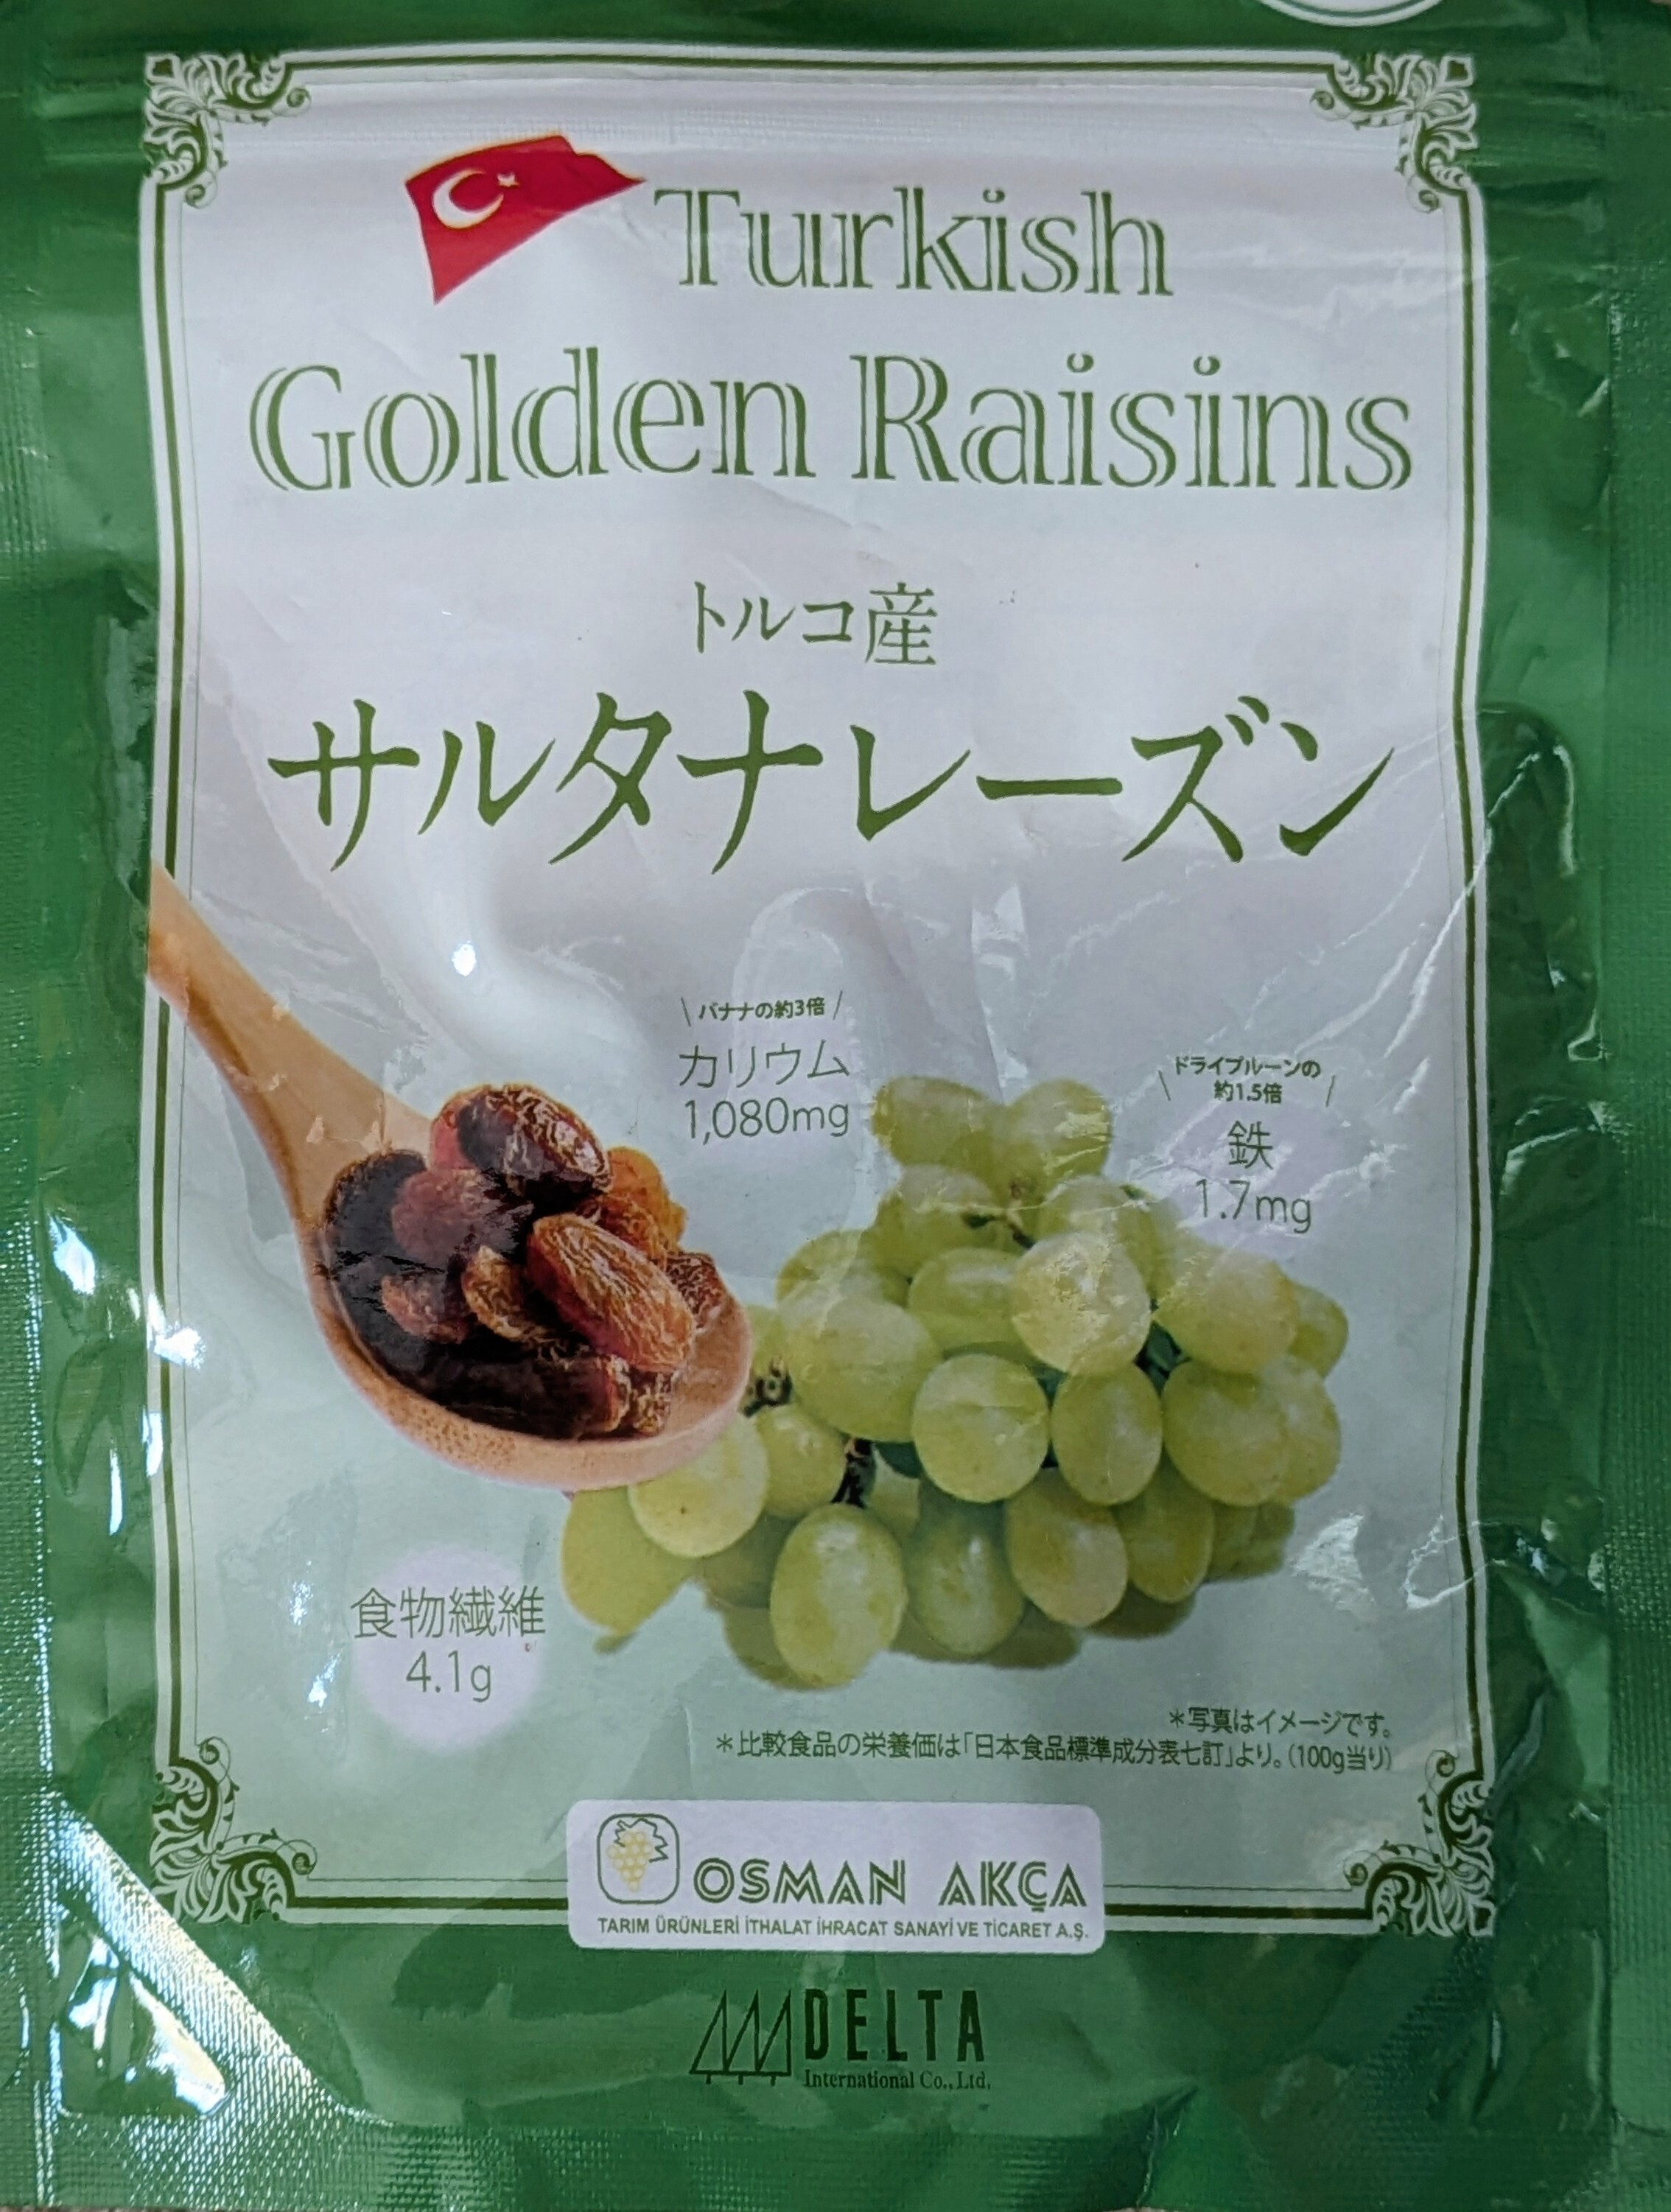 Turkish
Golden Raisins
トルコ産
サルタナレーズン
バナナの約3倍
カリウム
1,080mg
ドライプルーンの
約1.5倍
鉄
1.7mg
食物繊維
4.1g
＊写真はイメージです。
＊比較食品の栄養価は「日本食品標準成分表七訂」より。(100g当り)
OSMAN AKÇA
TARIM ÜRÜNLERİ İTHALAT İHRACAT SANAYİ VE TİCARET A.Ş.
DELTA
International Co., Ltd.